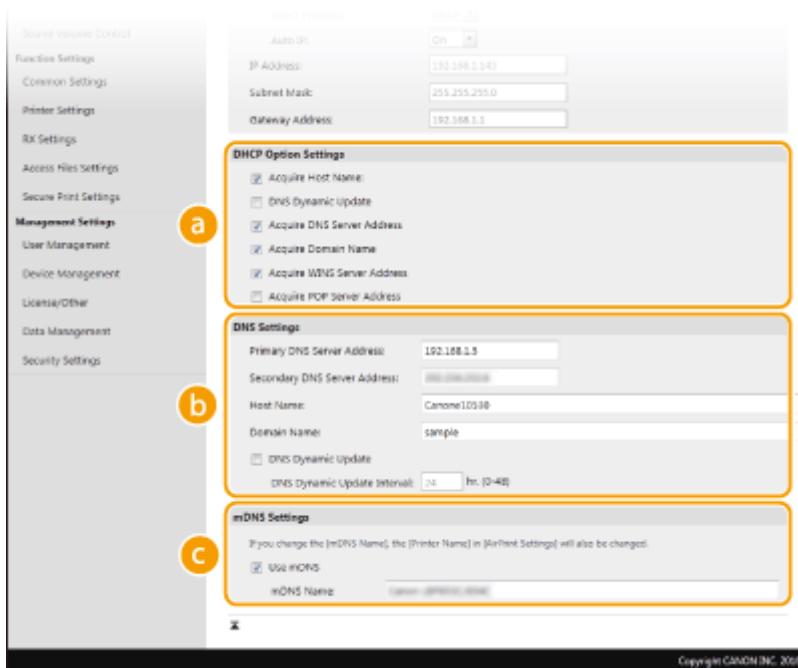 Sound Volume Control
Function Settings
Common Settings
Printer Settings
RX Settings
Access Files Settings
Secure Print Settings
Management Settings
User Management
Device Management
License/Other
Data Management
Security Settings
Auto IP:
On
IP Address:
192.168.1.143
Subnet Mask:
255.255.255.0
Gateway Address:
192.168.1.1
a
DHCP Option Settings
Acquire Host Name:
DNS Dynamic Update
Acquire DNS Server Address
Acquire Domain Name
Acquire WINS Server Address
Acquire POP Server Address
b
DNS Settings
Primary DNS Server Address:
192.168.1.5
Secondary DNS Server Address:
Host Name:
Domain Name:
sample
DNS Dynamic Update
DNS Dynamic Update Interval:
24
hr. (0-48)
c
mDNS Settings
If you change the [mDNS Name], the [Printer Name] in [AirPrint Settings] will also be changed.
Use mDNS
mDNS Name
Copyright CANON INC.